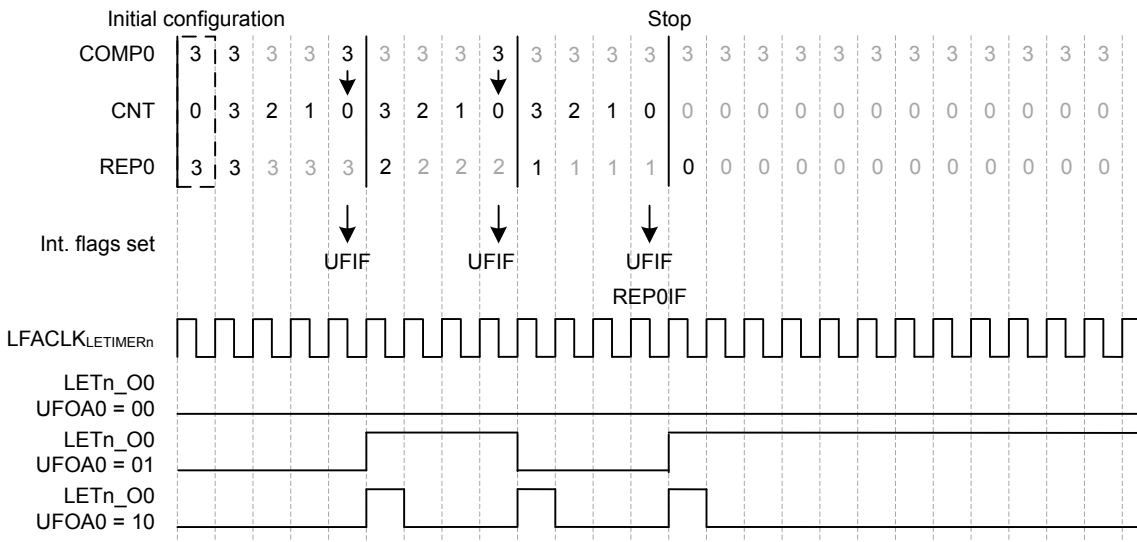 Initial configuration Stop
COMP0 3 3 3 3 3 3 3 3 3 3 3 3 3 3 3 3 3 3 3 3 3 3 3 3 3
CNT 0 3 2 1 0 3 2 1 0 3 2 1 0 0 0 0 0 0 0 0 0 0 0 0 0
REP0 3 3 3 3 3 2 2 2 2 1 1 1 1 0 0 0 0 0 0 0 0 0 0 0 0
Int. flags set
UFIF UFIF UFIF
REP0IF
LFACLKLETIMERn
LETn_O0
UFOA0 = 00
LETn_O0
UFOA0 = 01
LETn_O0
UFOA0 = 10